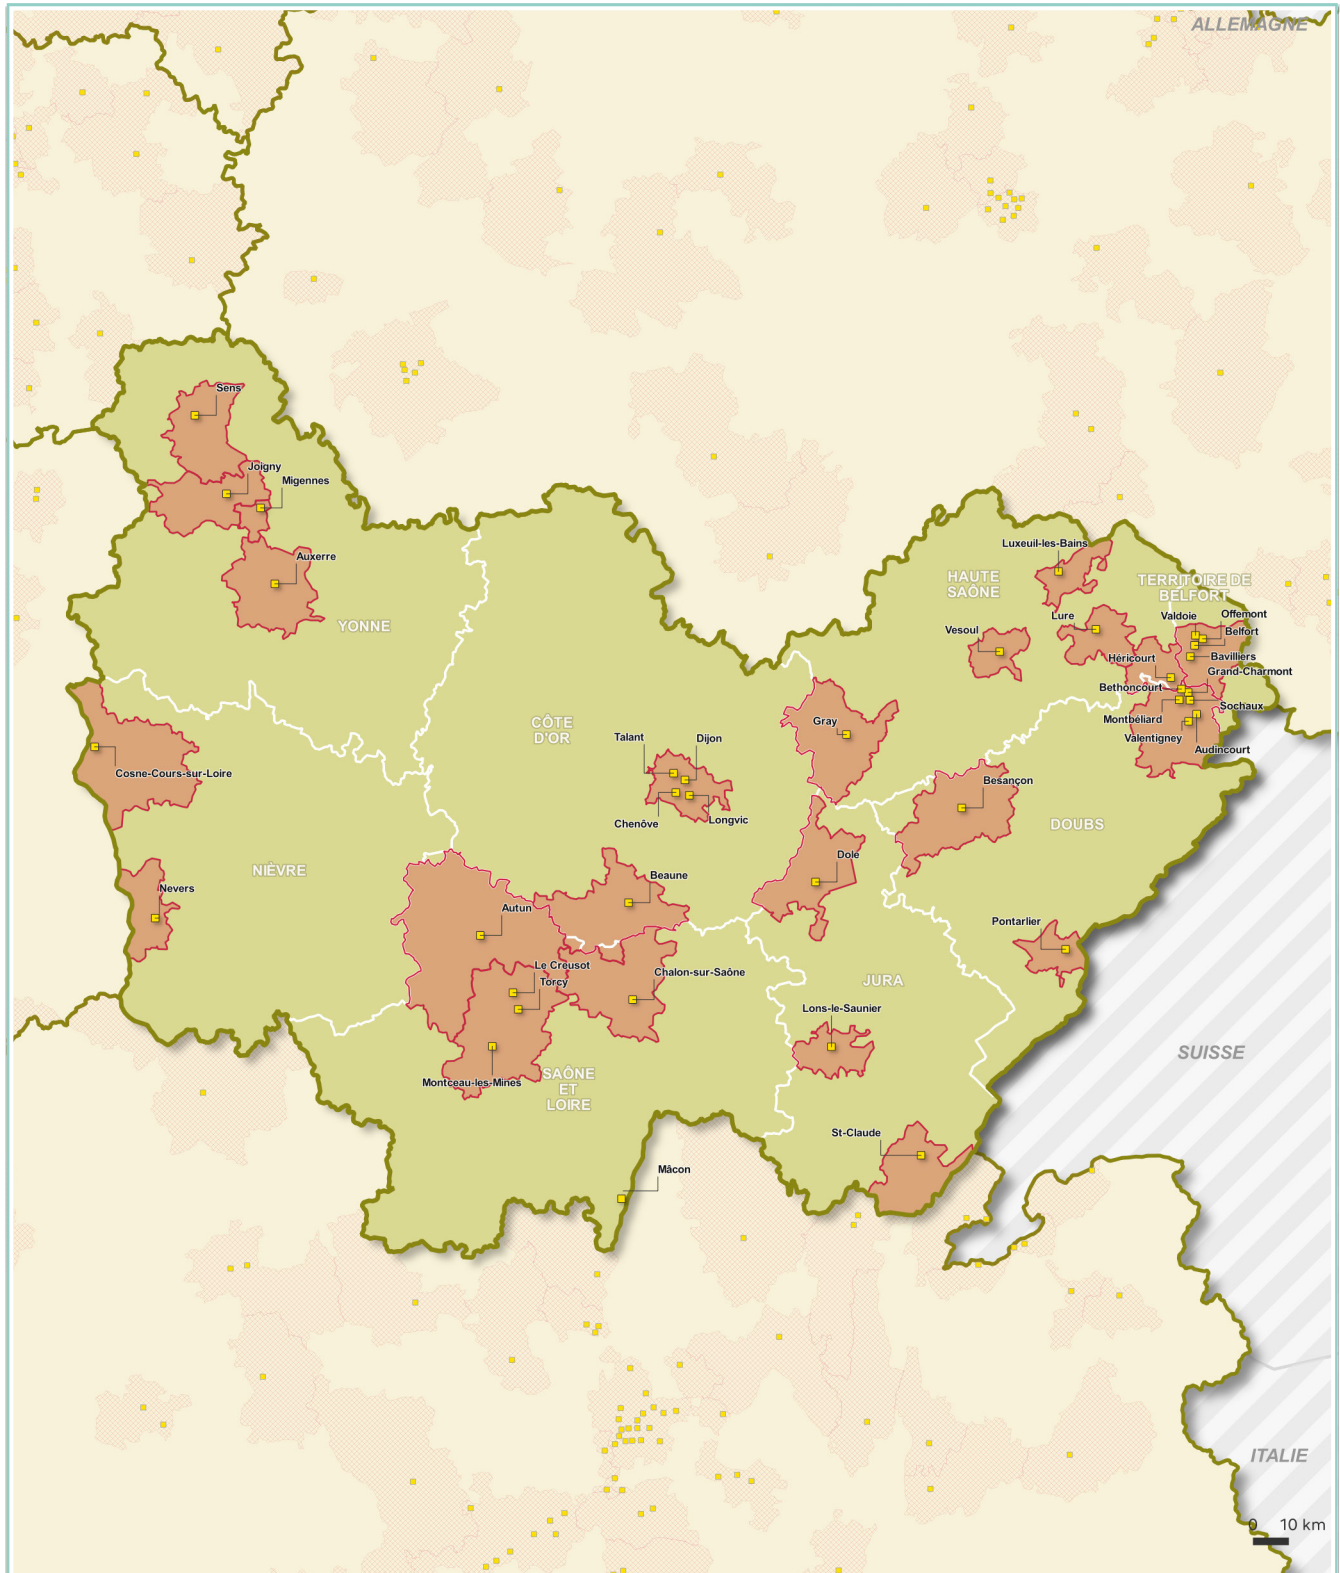 ALLEMAGNE
Sens
Joigny
Migennes
Auxerre
YONNE
Luxeuil-les-Bains
HAUTE
SAÔNE
TERRITOIRE DE
BELFORT
Lure
Valdoie
Offemont
Vesoul
Belfort
Héricourt
Bavilliers
Grand-Charmont
Bethoncourt
Sochaux
Montbéliard
Valentigney
Audincourt
CÔTE
D'OR
Gray
Talant
Dijon
Cosne-Cours-sur-Loire
Besançon
Chenôve
Longvic
DOUBS
Dole
NIÈVRE
Nevers
Beaune
Autun
Pontarlier
Le Creusot
Torcy
Chalon-sur-Saône
JURA
Lons-le-Saunier
SUISSE
Montceau-les-Mines
SAÔNE
ET
LOIRE
St-Claude
Mâcon
ITALIE
0 10 km